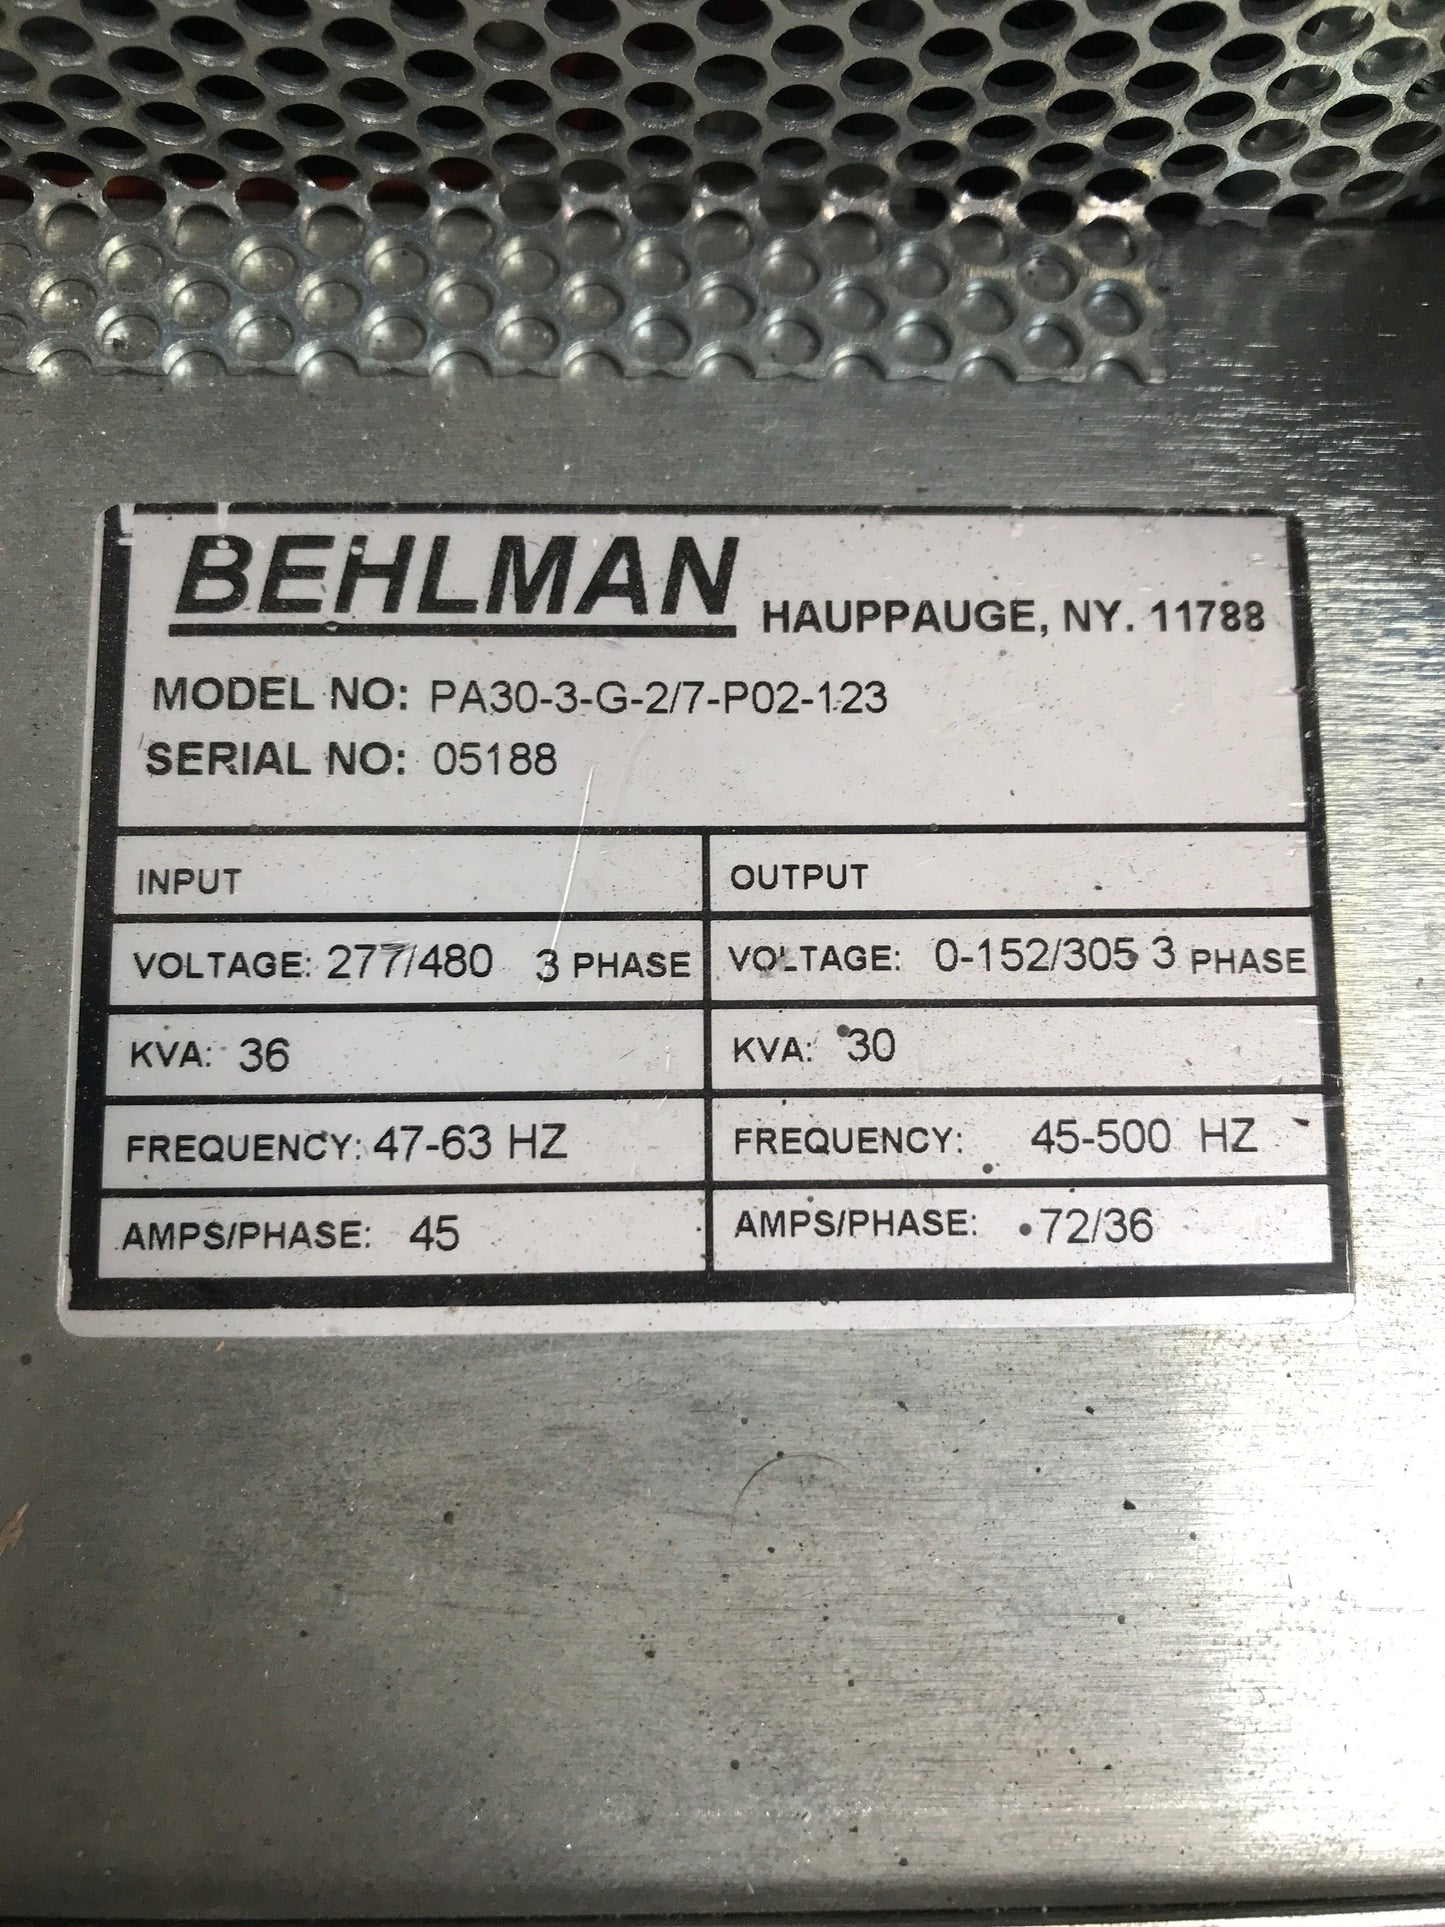 BEHLMAN HAUPPAUGE, NY. 11788
MODEL NO: PA30-3-G-2/7-P02-123
SERIAL NO: 05188
INPUT
OUTPUT
VOLTAGE: 277/480 3 PHASE
VOLTAGE: 0-152/305 3 PHASE
KVA: 36
KVA: 30
FREQUENCY: 47-63 HZ
FREQUENCY: 45-500 HZ
AMPS/PHASE: 45
AMPS/PHASE: 72/36